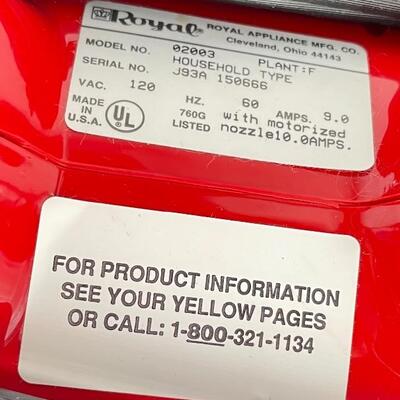 Royal ROYAL APPLIANCE MFG. CO.
Cleveland, Ohio 44143
MODEL NO. 02003 PLANT:F
HOUSEHOLD TYPE
SERIAL NO. J93A 150666
VAC. 120 HZ. 60 AMPS. 9.0
MADE IN U.S.A. UL 760G LISTED with motorized
nozzle10.0AMPS.
FOR PRODUCT INFORMATION
SEE YOUR YELLOW PAGES
OR CALL: 1-800-321-1134